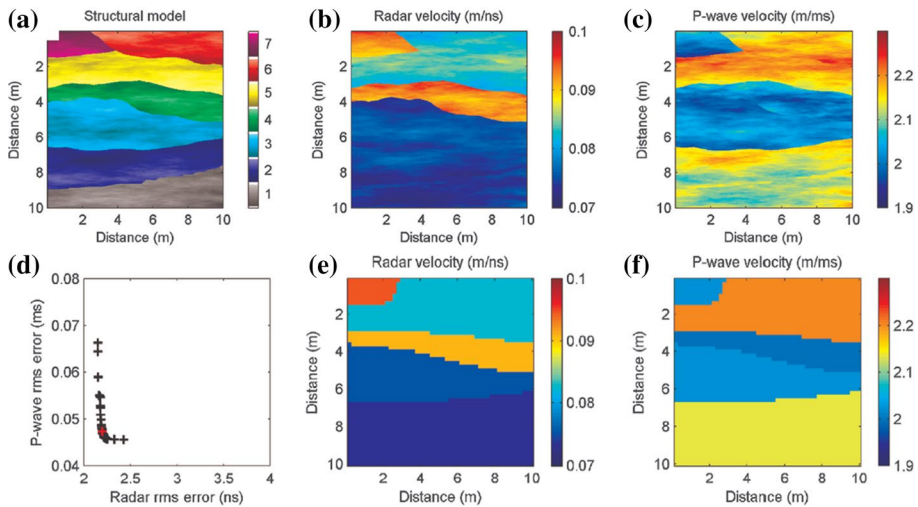 (a) Structural model
Distance (m)
2
4
6
8
10
2 4 6 8 10
Distance (m)
7
6
5
4
3
2
1
(b) Radar velocity (m/ns)
Distance (m)
2
4
6
8
10
2 4 6 8 10
Distance (m)
0.1
0.09
0.08
0.07
(c) P-wave velocity (m/ms)
Distance (m)
2
4
6
8
10
2 4 6 8 10
Distance (m)
2.2
2.1
2
1.9
(d)
P-wave rms error (ms)
0.08
0.07
0.06
0.05
0.04
2 2.5 3 3.5 4
Radar rms error (ns)
(e) Radar velocity (m/ns)
Distance (m)
2
4
6
8
10
2 4 6 8 10
Distance (m)
0.1
0.09
0.08
0.07
(f) P-wave velocity (m/ms)
Distance (m)
2
4
6
8
10
2 4 6 8 10
Distance (m)
2.2
2.1
2
1.9